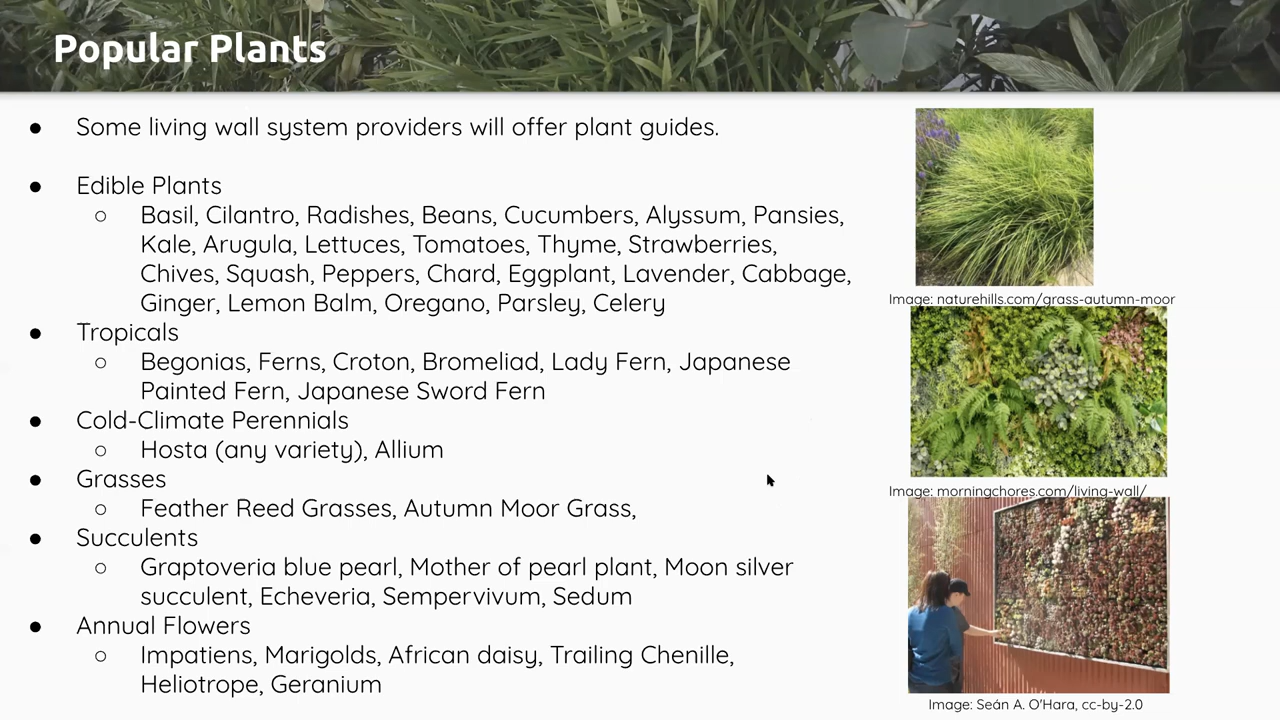 Popular Plants
● Some living wall system providers will offer plant guides.
● Edible Plants
○ Basil, Cilantro, Radishes, Beans, Cucumbers, Alyssum, Pansies,
Kale, Arugula, Lettuces, Tomatoes, Thyme, Strawberries,
Chives, Squash, Peppers, Chard, Eggplant, Lavender, Cabbage,
Ginger, Lemon Balm, Oregano, Parsley, Celery
● Tropicals
○ Begonias, Ferns, Croton, Bromeliad, Lady Fern, Japanese
Painted Fern, Japanese Sword Fern
● Cold-Climate Perennials
○ Hosta (any variety), Allium
● Grasses
○ Feather Reed Grasses, Autumn Moor Grass,
● Succulents
○ Graptoveria blue pearl, Mother of pearl plant, Moon silver
succulent, Echeveria, Sempervivum, Sedum
● Annual Flowers
○ Impatiens, Marigolds, African daisy, Trailing Chenille,
Heliotrope, Geranium
Image: naturehills.com/grass-autumn-moor
Image: morningchores.com/living-wall/
Image: Seán A. O'Hara, cc-by-2.0